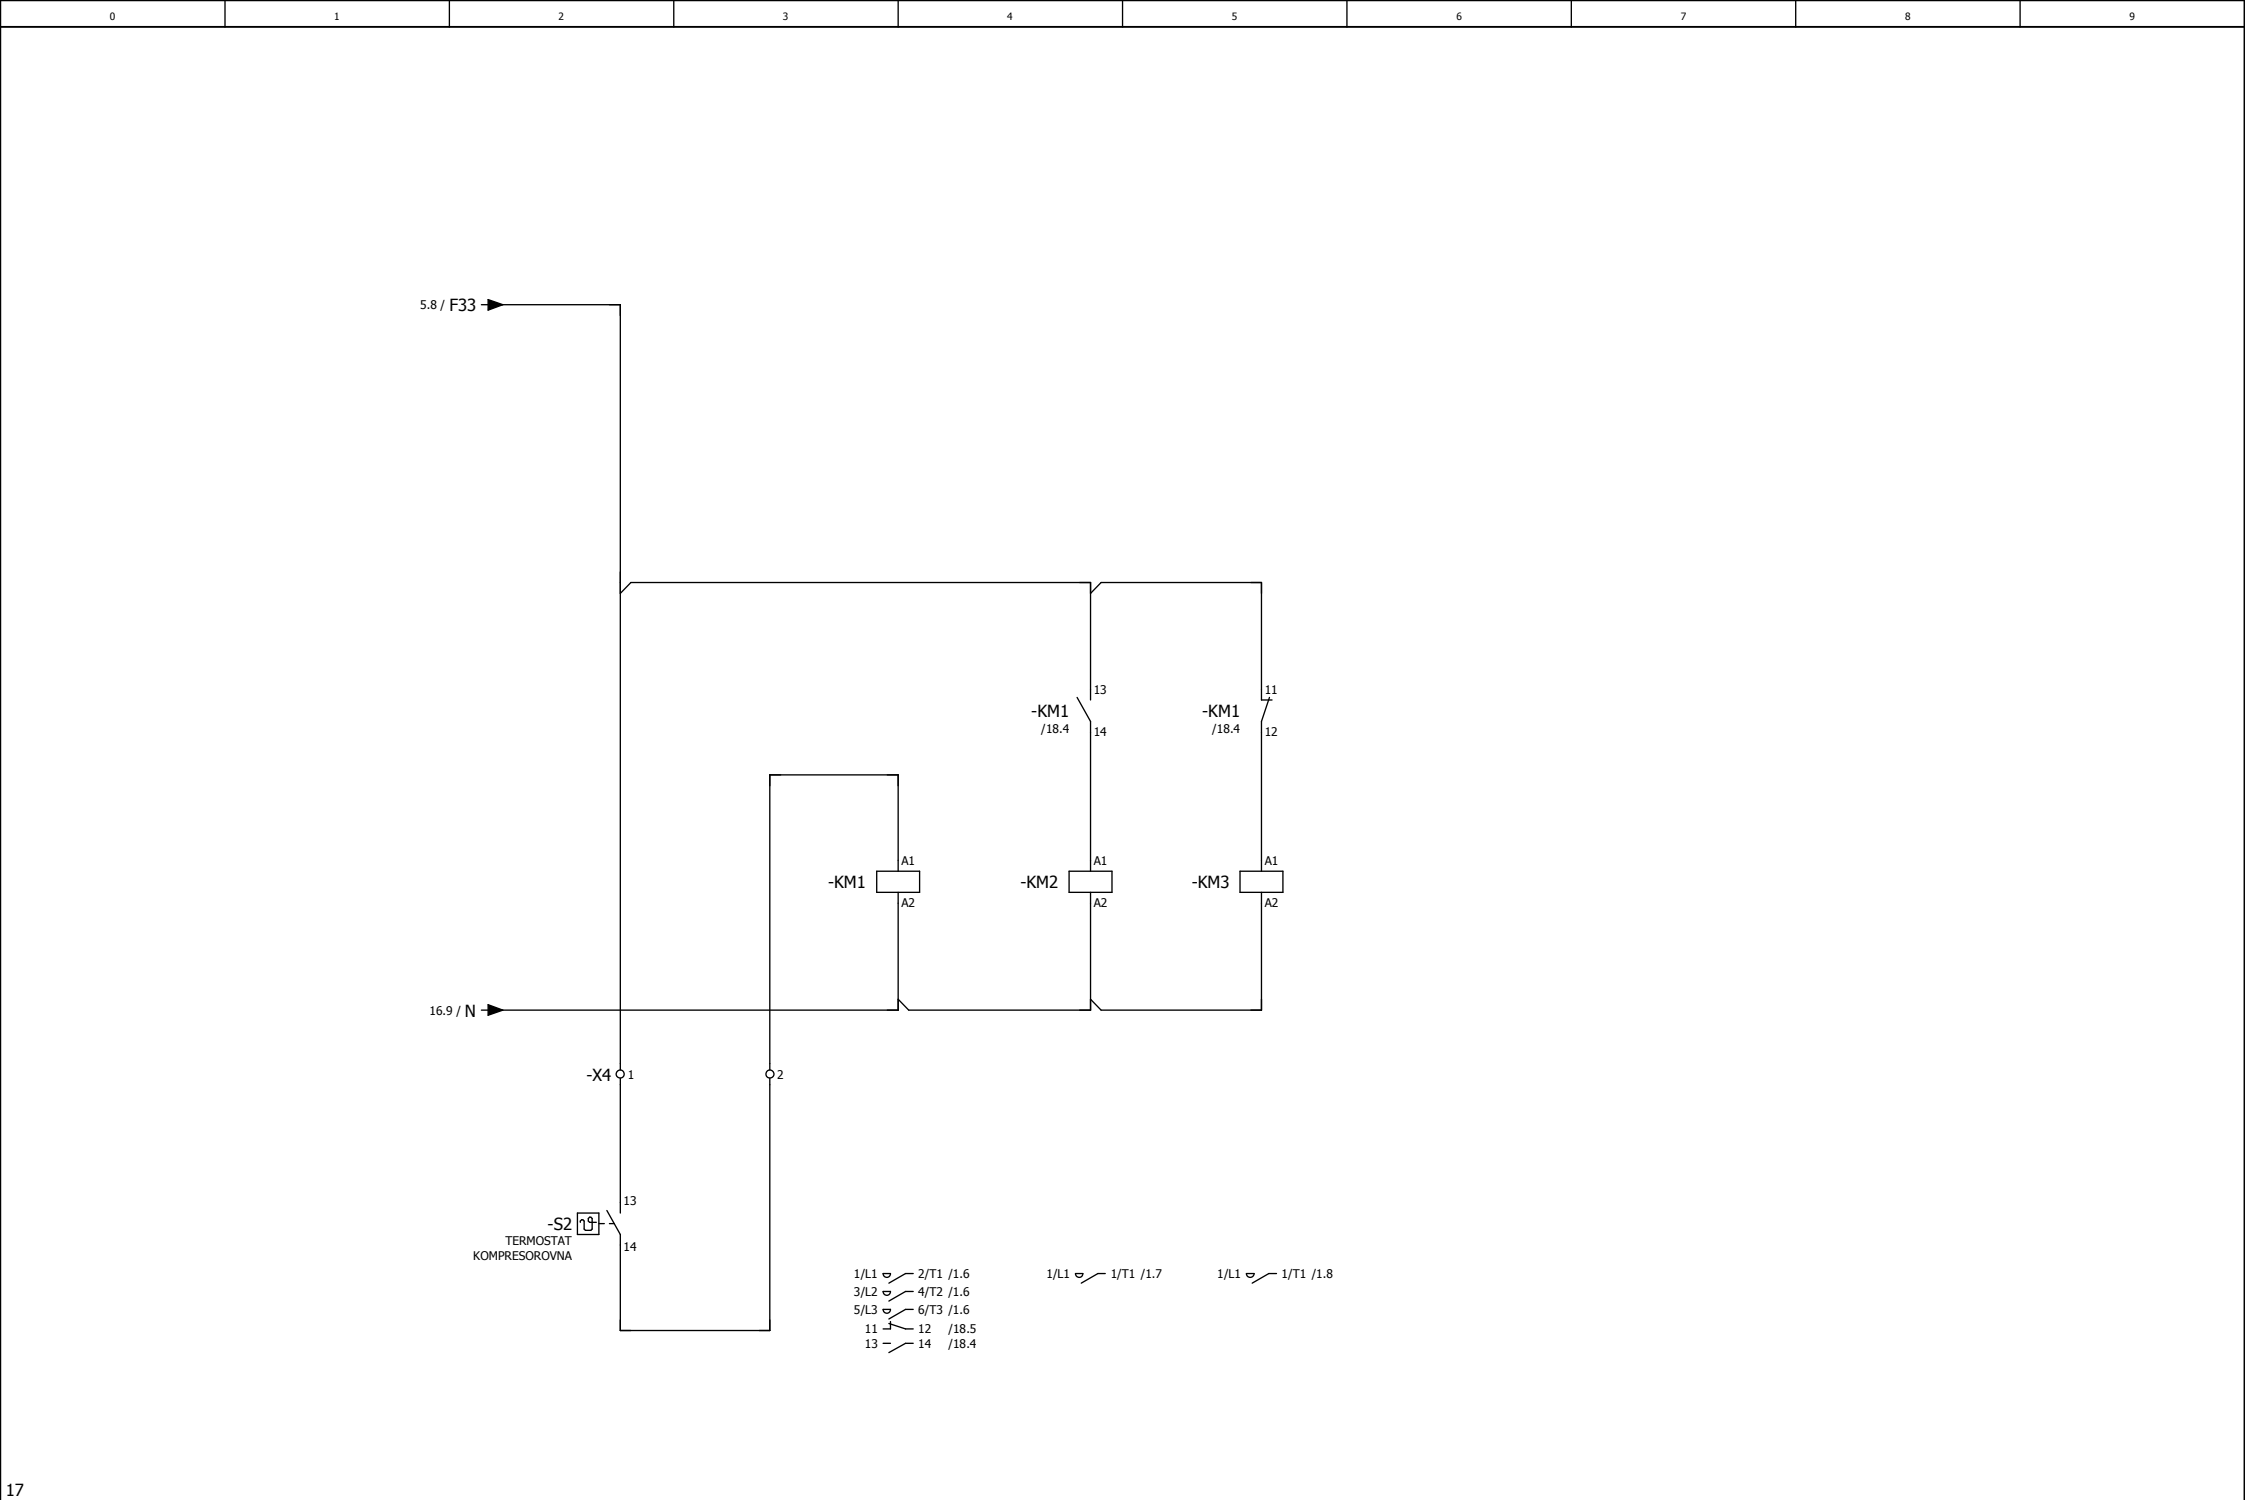 0 1 2 3 4 5 6 7 8 9
5.8 / F33
13 11
-KM1 -KM1
/18.4 14 /18.4 12
A1 A1 A1
-KM1 -KM2 -KM3
A2 A2 A2
16.9 / N
-X4 1 2
13
-S2
TERMOSTAT 14
KOMPRESOROVNA
1/L1 2/T1 /1.6 1/L1 1/T1 /1.7 1/L1 1/T1 /1.8
3/L2 4/T2 /1.6
5/L3 6/T3 /1.6
11 12 /18.5
13 14 /18.4
17